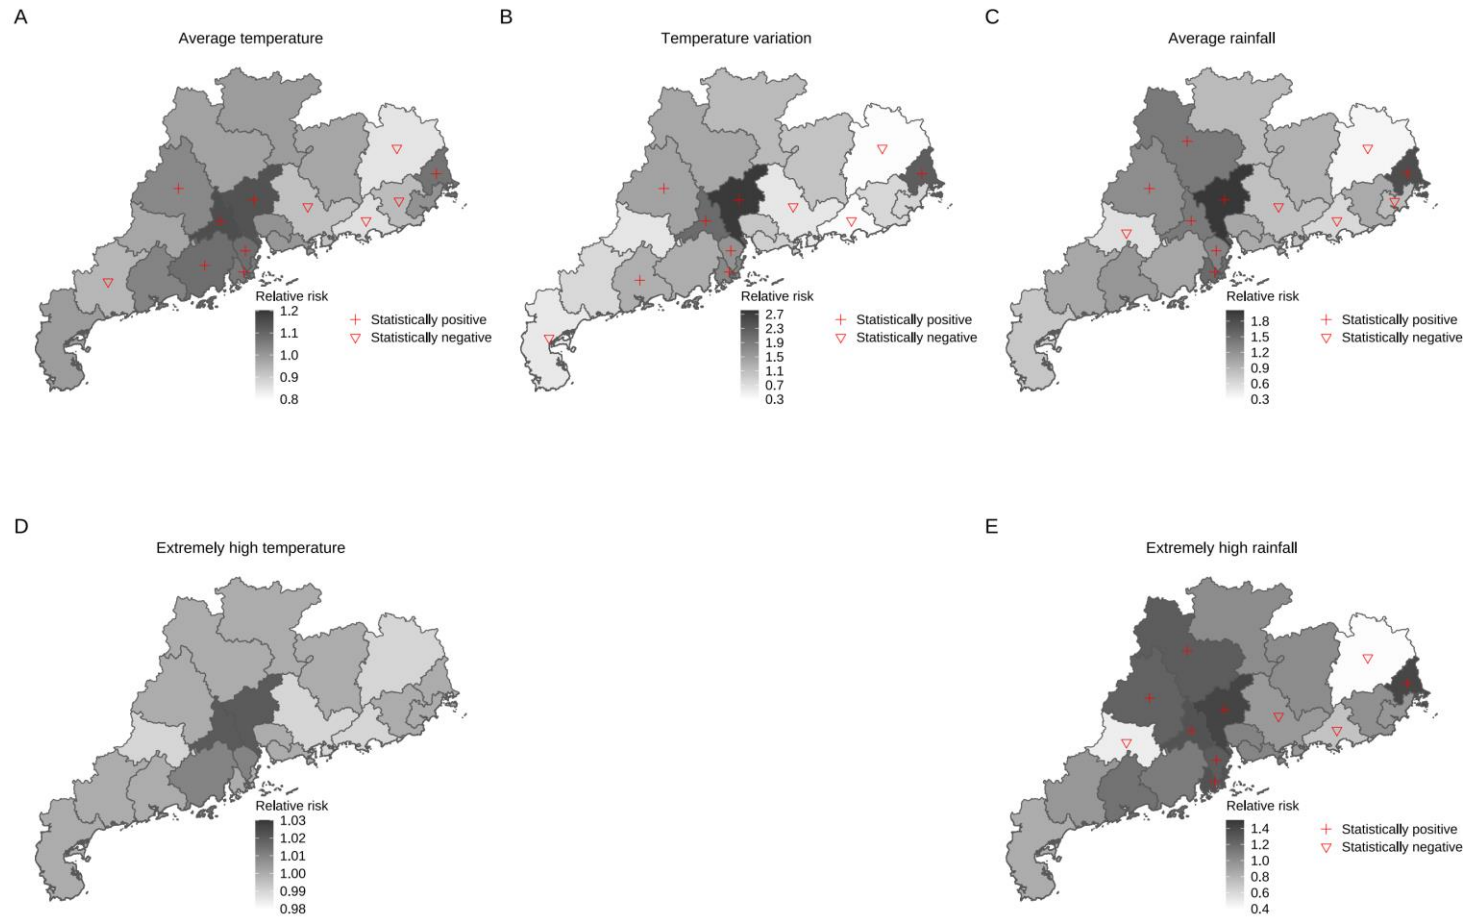 A
Average temperature
Relative risk
1.2
1.1
1.0
0.9
0.8
Statistically positive
Statistically negative
B
Temperature variation
Relative risk
2.7
2.3
1.9
1.5
1.1
0.7
0.3
Statistically positive
Statistically negative
C
Average rainfall
Relative risk
1.8
1.5
1.2
0.9
0.6
0.3
Statistically positive
Statistically negative
D
Extremely high temperature
Relative risk
1.03
1.02
1.01
1.00
0.99
0.98
E
Extremely high rainfall
Relative risk
1.4
1.2
1.0
0.8
0.6
0.4
Statistically positive
Statistically negative